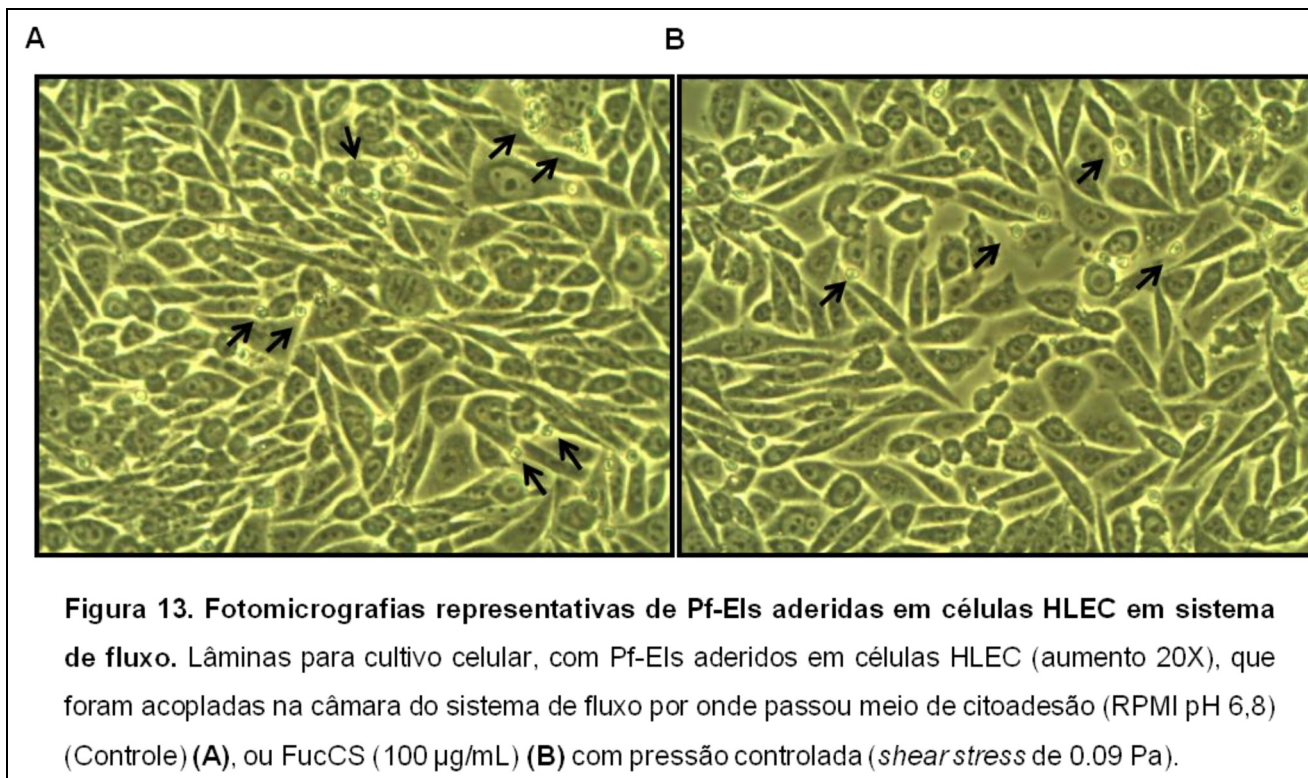 A
B
Figura 13. Fotomicrografias representativas de Pf-EIs aderidas em células HLEC em sistema
de fluxo. Lâminas para cultivo celular, com Pf-EIs aderidos em células HLEC (aumento 20X), que
foram acopladas na câmara do sistema de fluxo por onde passou meio de citoadesão (RPMI pH 6,8)
(Controle) (A), ou FucCS (100 µg/mL) (B) com pressão controlada (shear stress de 0.09 Pa).